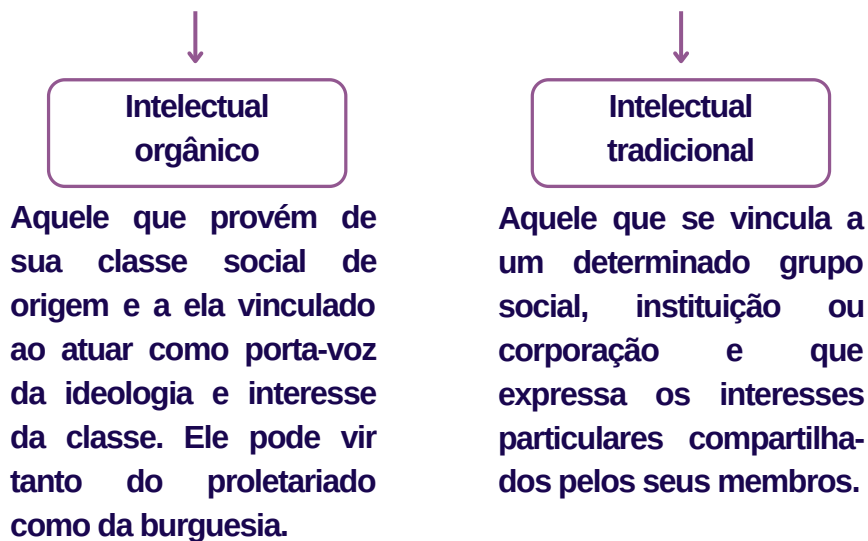 Intelectual
orgânico
Aquele que provém de
sua classe social de
origem e a ela vinculado
ao atuar como porta-voz
da ideologia e interesse
da classe. Ele pode vir
tanto do proletariado
como da burguesia.
Intelectual
tradicional
Aquele que se vincula a
um determinado grupo
social, instituição ou
corporação e que
expressa os interesses
particulares compartilha-
dos pelos seus membros.